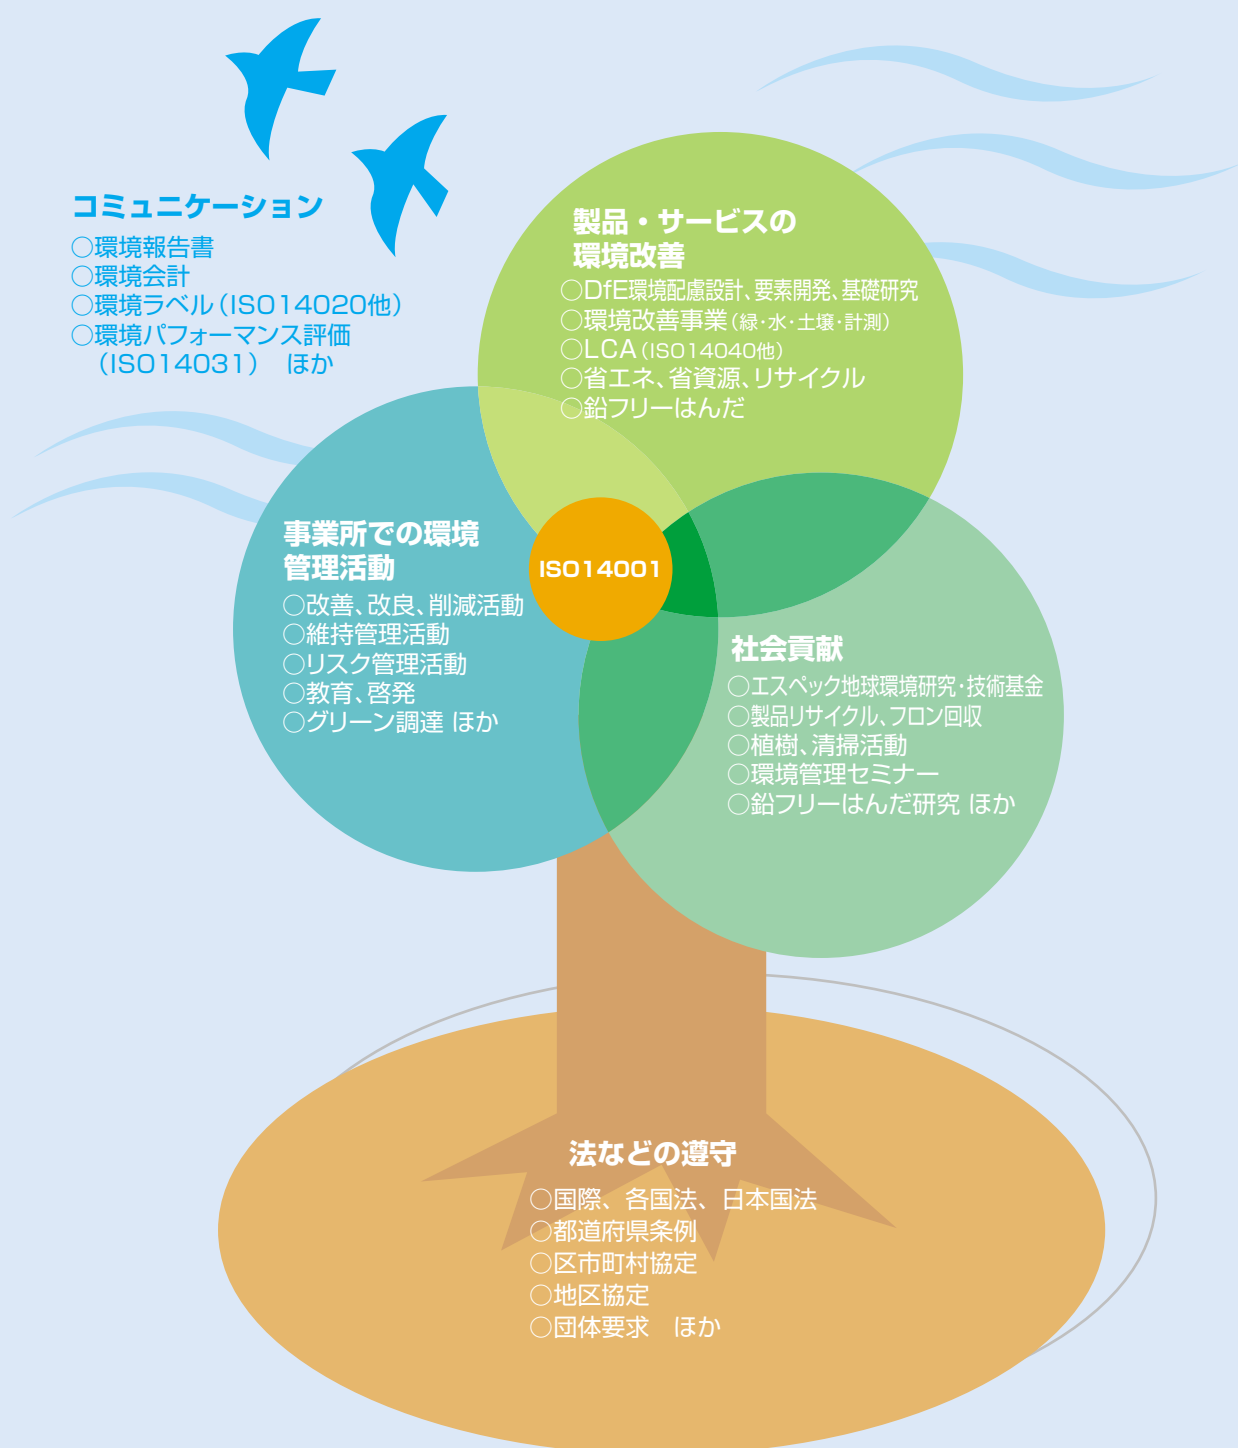 コミュニケーション
○環境報告書
○環境会計
○環境ラベル（ISO14020他）
○環境パフォーマンス評価
（ISO14031）　ほか
製品・サービスの
環境改善
○DfE環境配慮設計、要素開発、基礎研究
○環境改善事業（緑・水・土壌・計測）
○LCA（ISO14040他）
○省エネ、省資源、リサイクル
○鉛フリーはんだ
事業所での環境
管理活動
○改善、改良、削減活動
○維持管理活動
○リスク管理活動
○教育、啓発
○グリーン調達 ほか
ISO14001
社会貢献
○エスペック地球環境研究・技術基金
○製品リサイクル、フロン回収
○植樹、清掃活動
○環境管理セミナー
○鉛フリーはんだ研究 ほか
法などの遵守
○国際、各国法、日本国法
○都道府県条例
○区市町村協定
○地区協定
○団体要求　ほか